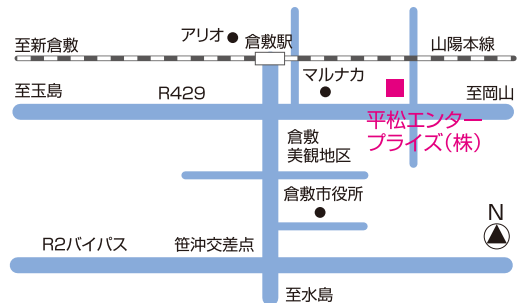 アリオ
倉敷駅
至新倉敷
山陽本線
マルナカ
至玉島
R429
至岡山
平松エンター
プライズ(株)
倉敷
美観地区
倉敷市役所
N
R2バイパス
笹沖交差点
至水島